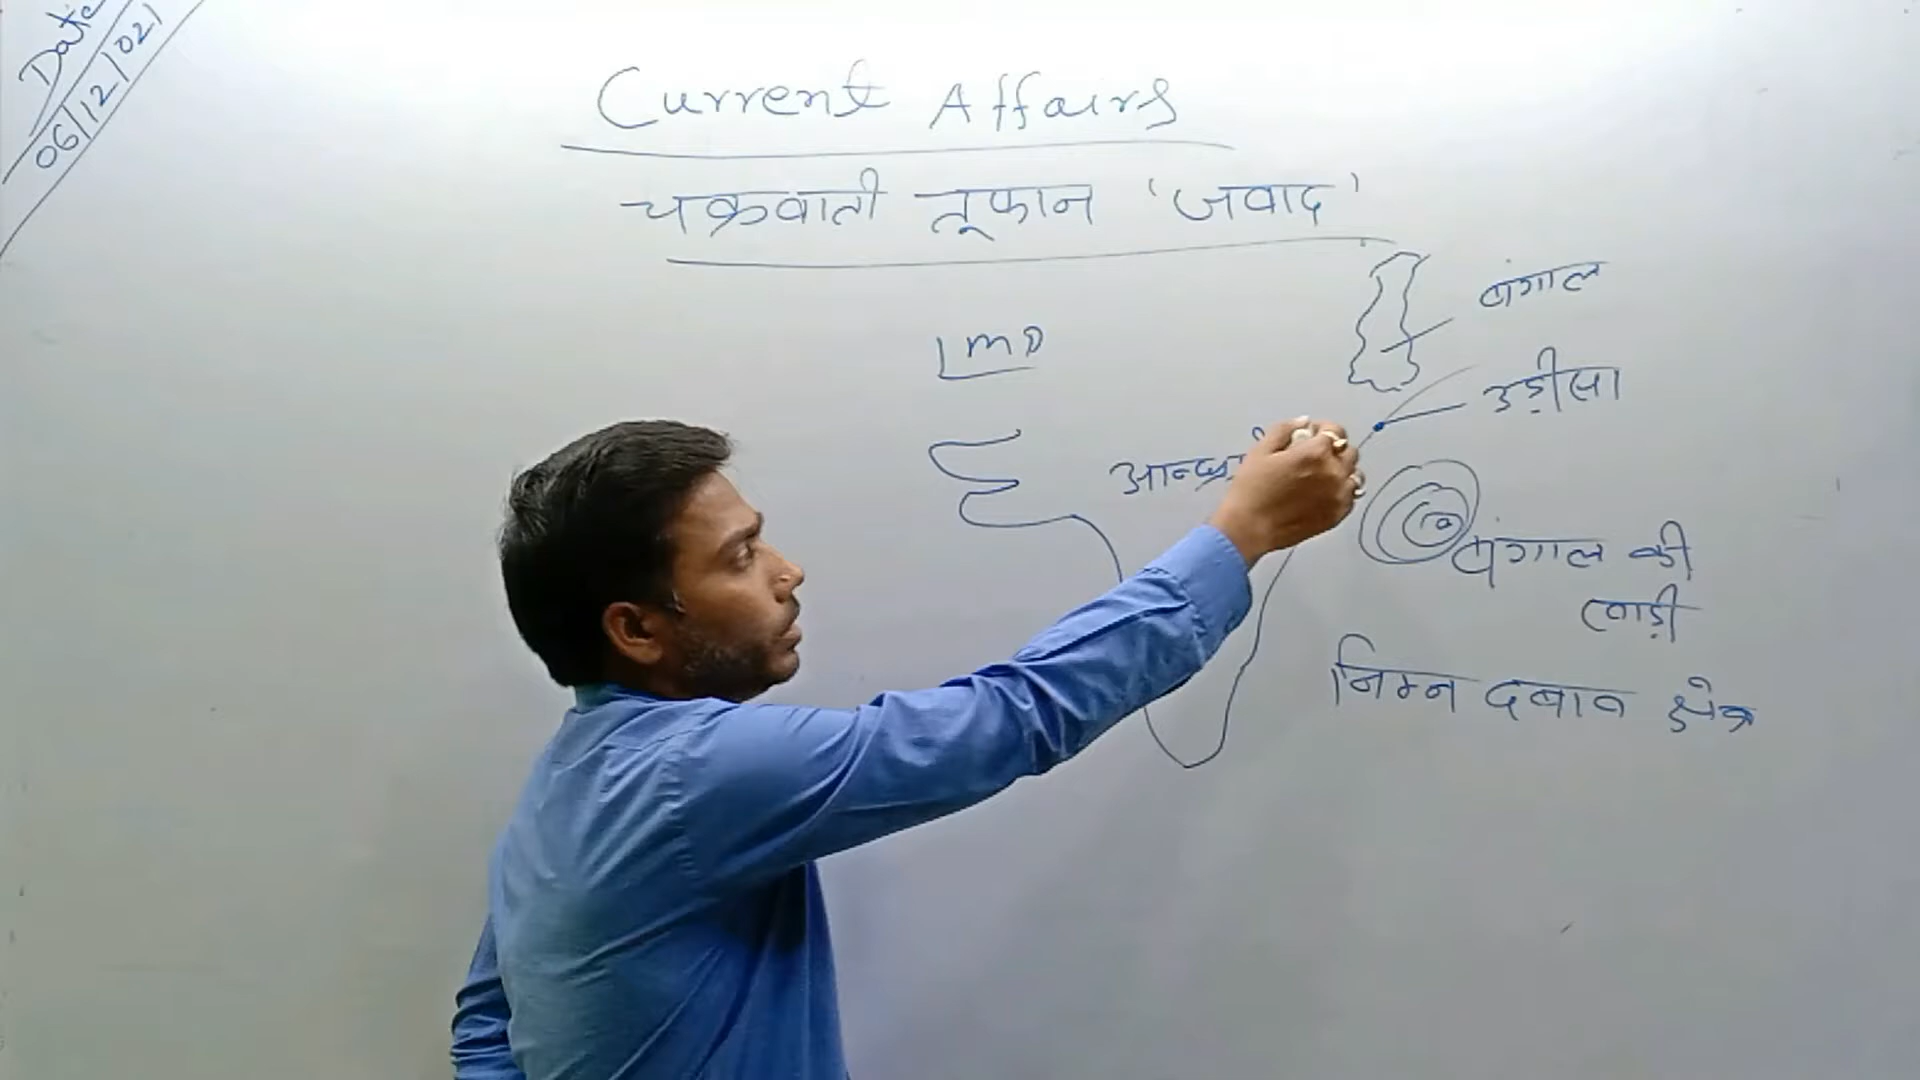 Date
06/12/021
Current Affairs
चक्रवाती तूफान 'जवाद'
बंगाल
IMD
उड़ीसा
बंगाल की
खाड़ी
निम्न दबाव क्षेत्र